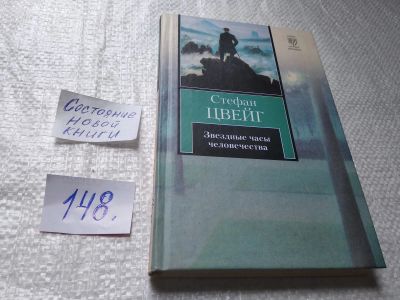 Состояние
новой
книги
148.
Стефан
ЦВЕЙГ
Звездные часы
человечества